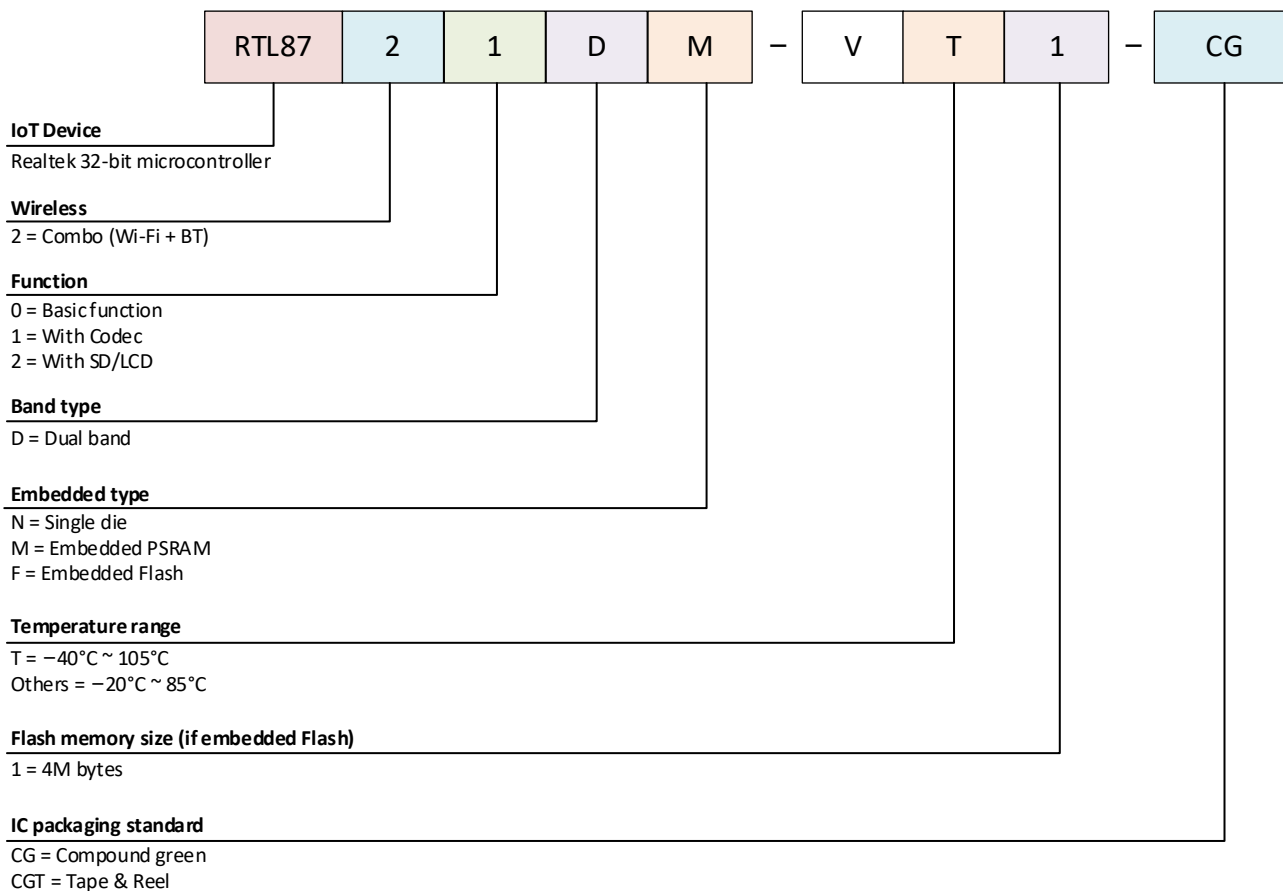 RTL87 2 1 D M – V T 1 – CG
IoT Device
Realtek 32-bit microcontroller
Wireless
2 = Combo (Wi-Fi + BT)
Function
0 = Basic function
1 = With Codec
2 = With SD/LCD
Band type
D = Dual band
Embedded type
N = Single die
M = Embedded PSRAM
F = Embedded Flash
Temperature range
T = −40°C ~ 105°C
Others = −20°C ~ 85°C
Flash memory size (if embedded Flash)
1 = 4M bytes
IC packaging standard
CG = Compound green
CGT = Tape & Reel